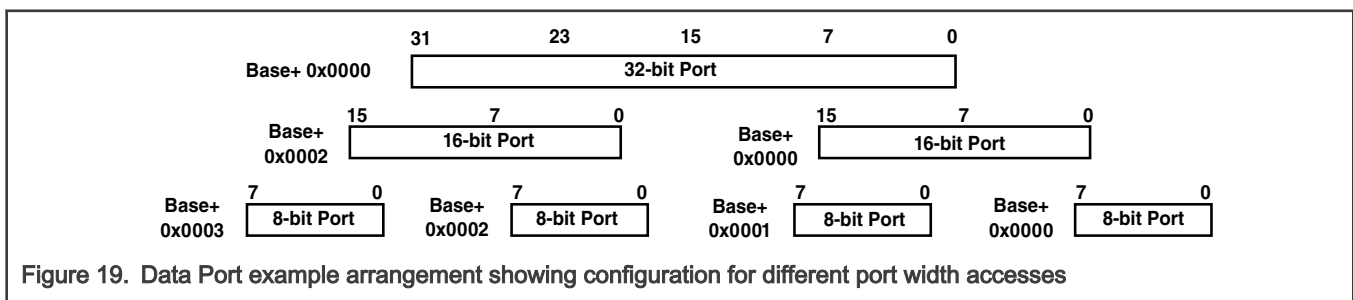 31 23 15 7 0
Base+ 0x0000 32-bit Port
15 7 0 15 7 0
Base+ 0x0002 16-bit Port Base+ 0x0000 16-bit Port
7 0 7 0 7 0 7 0
Base+ 0x0003 8-bit Port Base+ 0x0002 8-bit Port Base+ 0x0001 8-bit Port Base+ 0x0000 8-bit Port
Figure 19. Data Port example arrangement showing configuration for different port width accesses